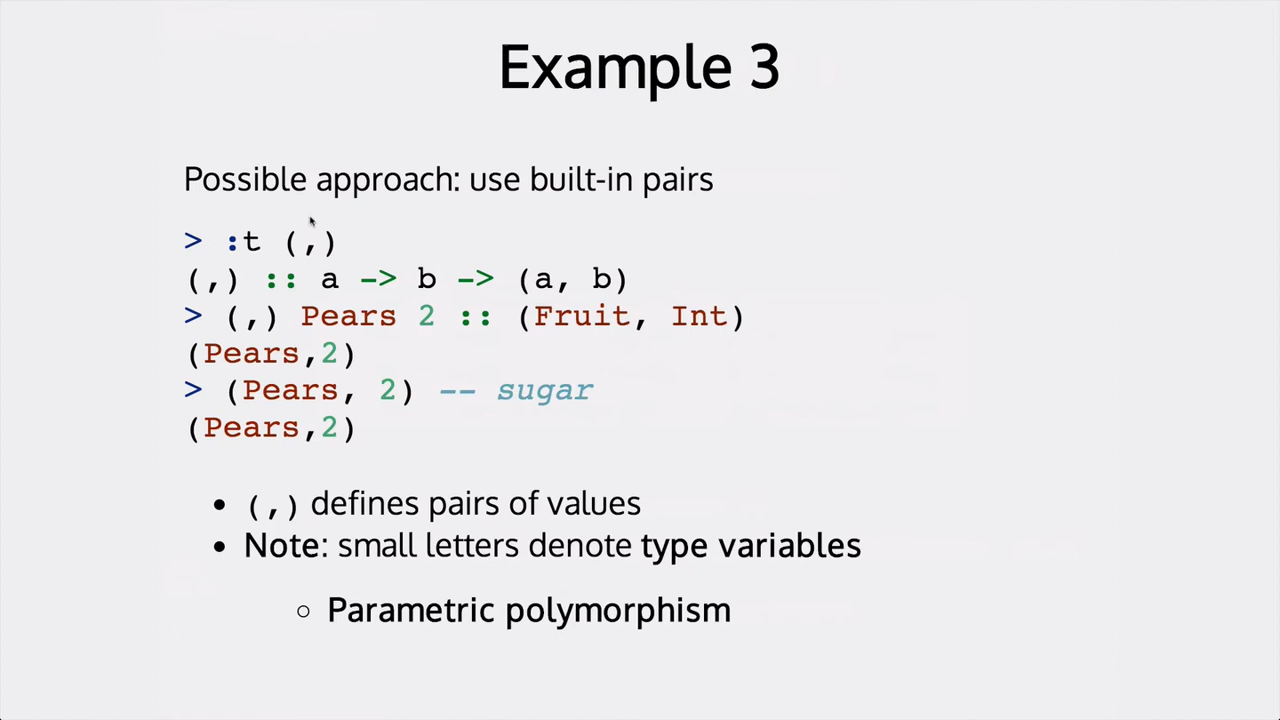 Example 3
Possible approach: use built-in pairs
> :t (,)
(,) :: a -> b -> (a, b)
> (,) Pears 2 :: (Fruit, Int)
(Pears,2)
> (Pears, 2) -- sugar
(Pears,2)
• (,) defines pairs of values
• Note: small letters denote type variables
○ Parametric polymorphism